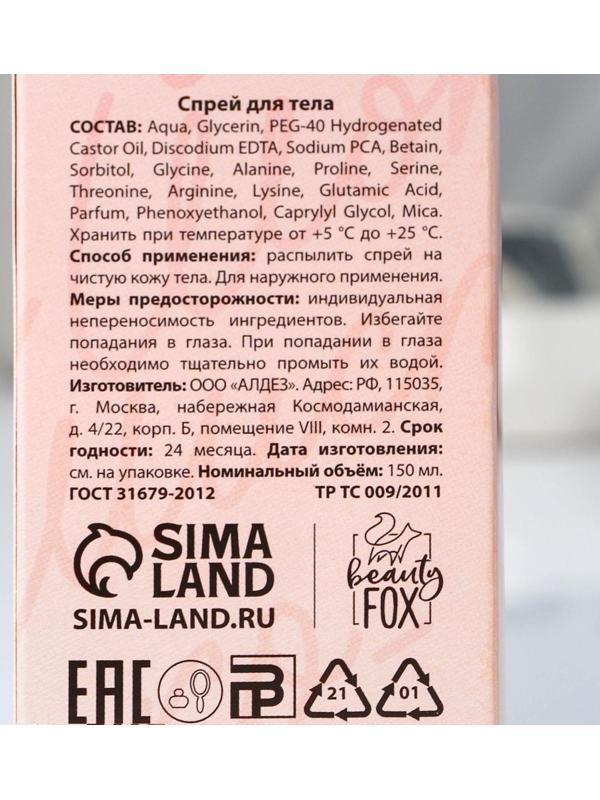 Спрей для тела
СОСТАВ: Aqua, Glycerin, PEG-40 Hydrogenated
Castor Oil, Discodium EDTA, Sodium PCA, Betain,
Sorbitol, Glycine, Alanine, Proline, Serine,
Threonine, Arginine, Lysine, Glutamic Acid,
Parfum, Phenoxyethanol, Caprylyl Glycol, Mica.
Хранить при температуре от +5 °C до +25 °C.
Способ применения: распылить спрей на
чистую кожу тела. Для наружного применения.
Меры предосторожности: индивидуальная
непереносимость ингредиентов. Избегайте
попадания в глаза. При попадании в глаза
необходимо тщательно промыть их водой.
Изготовитель: ООО «АЛДЕЗ». Адрес: РФ, 115035,
г. Москва, набережная Космодамианская,
д. 4/22, корп. Б, помещение VIII, комн. 2. Срок
годности: 24 месяца. Дата изготовления:
см. на упаковке. Номинальный объём: 150 мл.
ГОСТ 31679-2012 ТР ТС 009/2011
SIMA
LAND
SIMA-LAND.RU
beauty
FOX
EAC
21
01